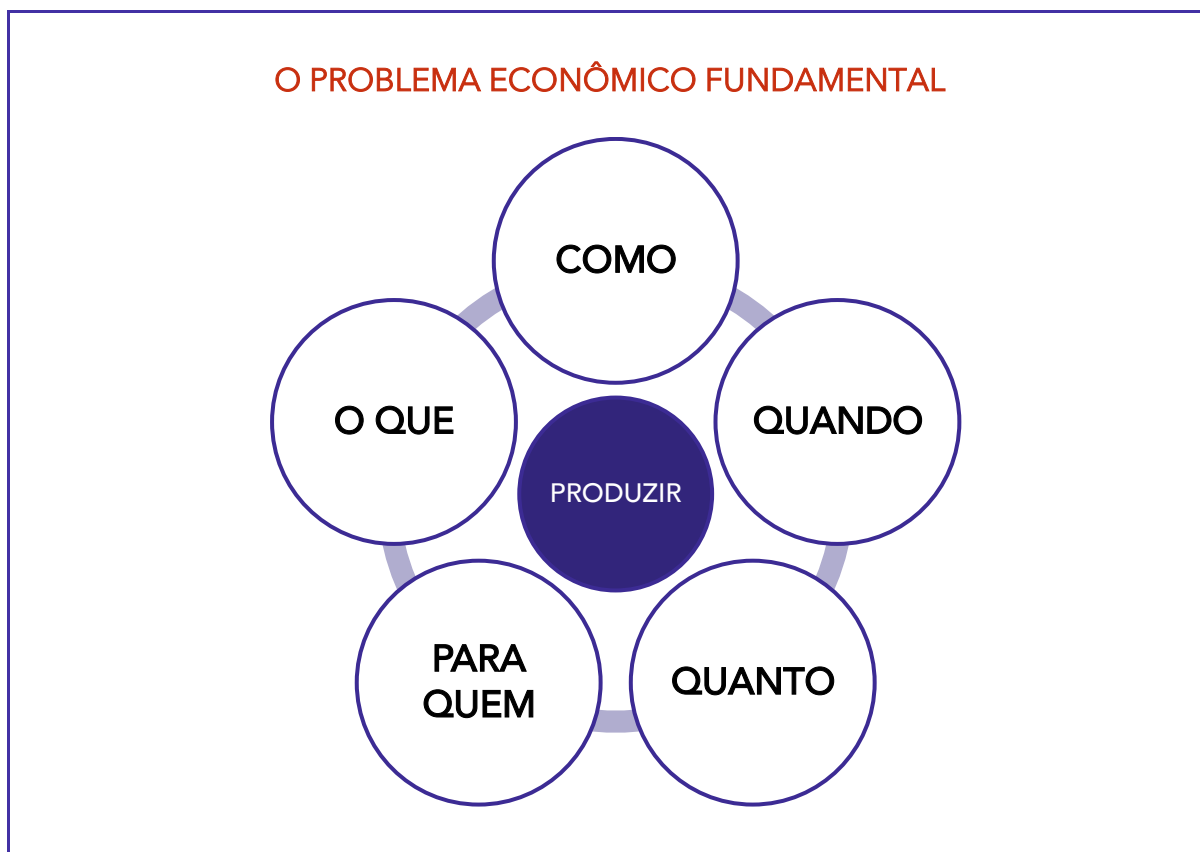 O PROBLEMA ECONÔMICO FUNDAMENTAL
COMO
O QUE
QUANDO
PRODUZIR
PARA
QUEM
QUANTO